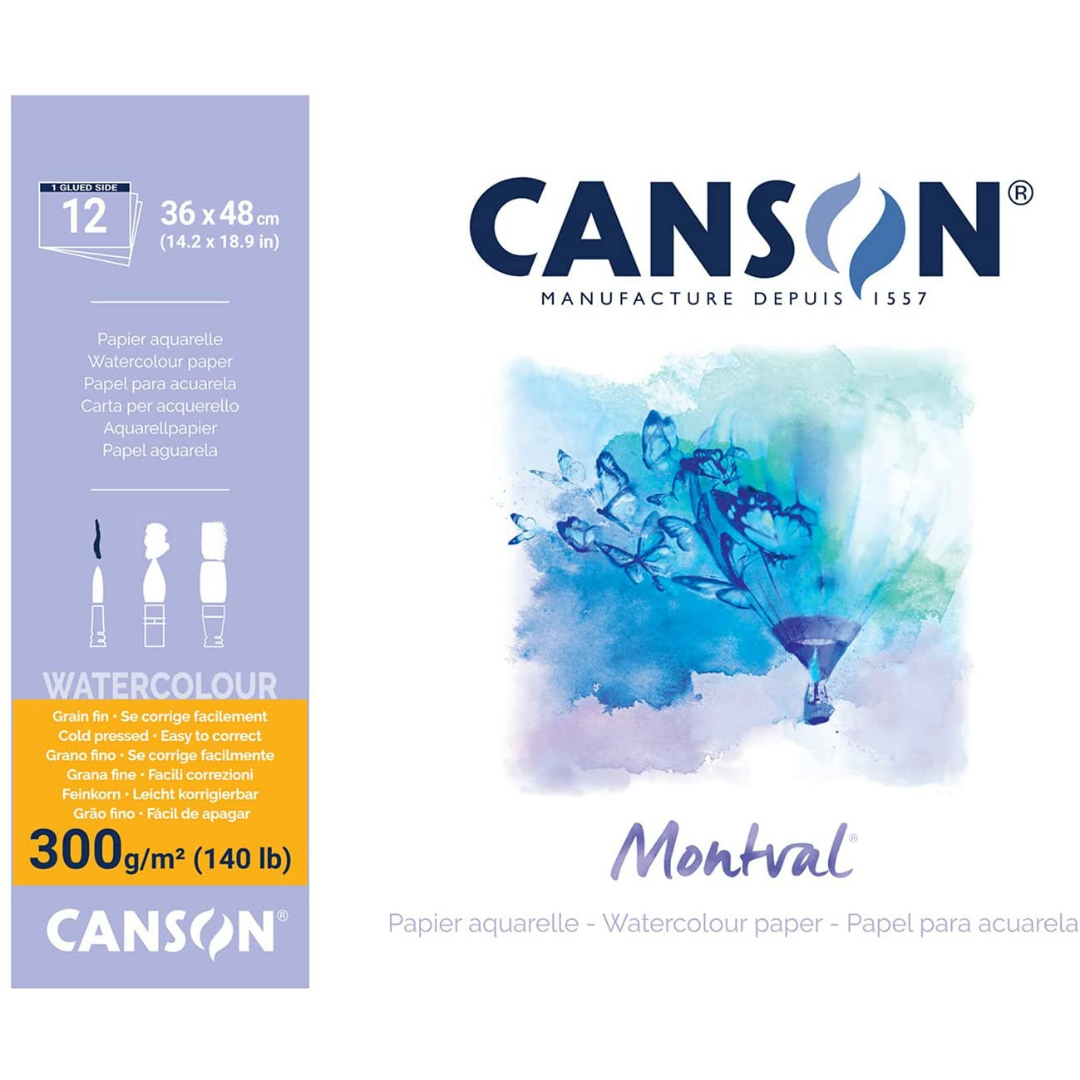 1 GLUED SIDE
12
36 x 48 cm
(14.2 x 18.9 in)
Papier aquarelle
Watercolour paper
Papel para acuarela
Carta per acquerello
Aquarellpapier
Papel aguarela
WATERCOLOUR
Grain fin • Se corrige facilement
Cold pressed • Easy to correct
Grano fino • Se corrige facilmente
Grana fine • Facili correzioni
Feinkorn • Leicht korrigierbar
Grão fino • Fácil de apagar
300g/m² (140 lb)
CANSON®
CANSON®
MANUFACTURE DEPUIS 1557
Montval®
Papier aquarelle - Watercolour paper - Papel para acuarela